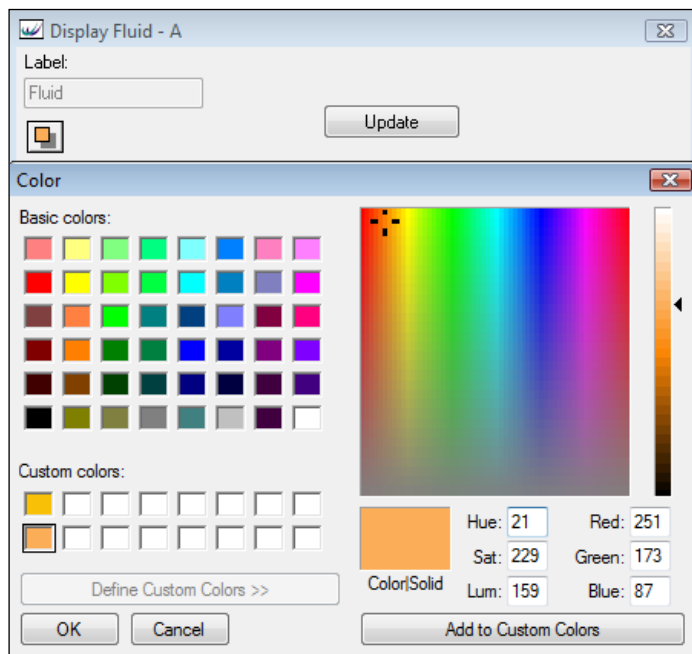 Display Fluid - A
Label:
Fluid
Update
Color
Basic colors:
Custom colors:
Define Custom Colors >>
OK Cancel
Color|Solid
Hue: 21 Red: 251
Sat: 229 Green: 173
Lum: 159 Blue: 87
Add to Custom Colors